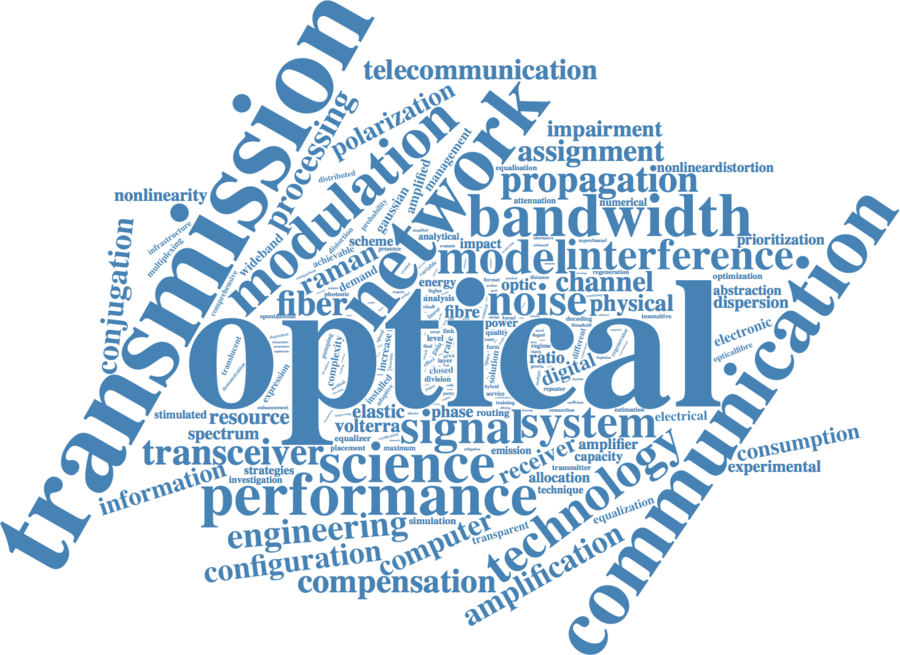 transmission
telecommunication
processing
polarization
network
modulation
impairment
assignment
equalisation
nonlineardistortion
propagation
attenuation
numerical
distributed
nonlinearity
gaussian
amplified
management
probability
bandwidth
infrastructure
multiplexing
wideband
achievable
distortion
scheme
analytical
impact
prioritization
conjugation
comprehensive
raman
demand
model
interference
communication
energy
optic
distance
regeneration
channel
optimization
abstraction
dispersion
fiber
photonic
analysis
fibre
noise
physical
spontaneous
power
decoding
insensitive
optical
quality
electronic
opticalfibre
translucent
demonstration
expression
complexity
increase
level
link
dual
layer
closed
division
solution
regime
ratio
digital
different
installed
adaptive
hybrid
service
repeater
training
enhancement
stimulated
resource
elastic
phase
routing
connection
estimation
electrical
volterra
signal
system
spectrum
equalizer
placement
maximum
emission
transceiver
science
receiver
amplifier
capacity
consumption
experimental
strategies
investigation
transmitter
allocation
technique
information
performance
technology
engineering
simulation
computer
transparent
equalization
configuration
compensation
amplification